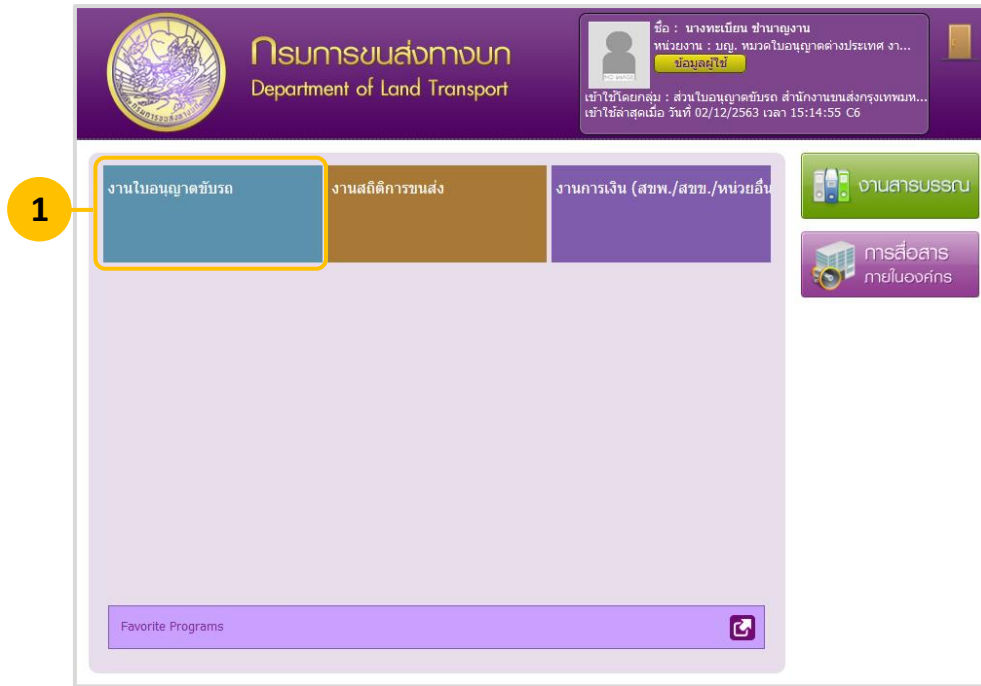 กรมการขนส่งทางบก
Department of Land Transport
ชื่อ : นางทะเบียน ชำนาญงาน
หน่วยงาน : บญ. หมวดใบอนุญาตต่างประเทศ งา...
ข้อมูลผู้ใช้
NO IMAGE
เข้าใช้โดยกลุ่ม : ส่วนใบอนุญาตขับรถ สำนักงานขนส่งกรุงเทพมห...
เข้าใช้ล่าสุดเมื่อ วันที่ 02/12/2563 เวลา 15:14:55 C6
1
งานใบอนุญาตขับรถ
งานสถิติการขนส่ง
งานการเงิน (สขพ./สขข./หน่วยอื่น
งานสารบรรณ
การสื่อสาร
ภายในองค์กร
Favorite Programs